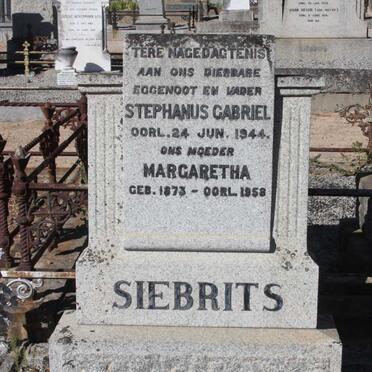 TERE NAGEDAGTENIS
AAN ONS DIERBARE
EGGENOOT EN VADER
STEPHANUS GABRIEL
OORL. 24 JUN. 1944.
ONS MOEDER
MARGARETHA
GEB. 1873 - OORL. 1958
SIEBRITS